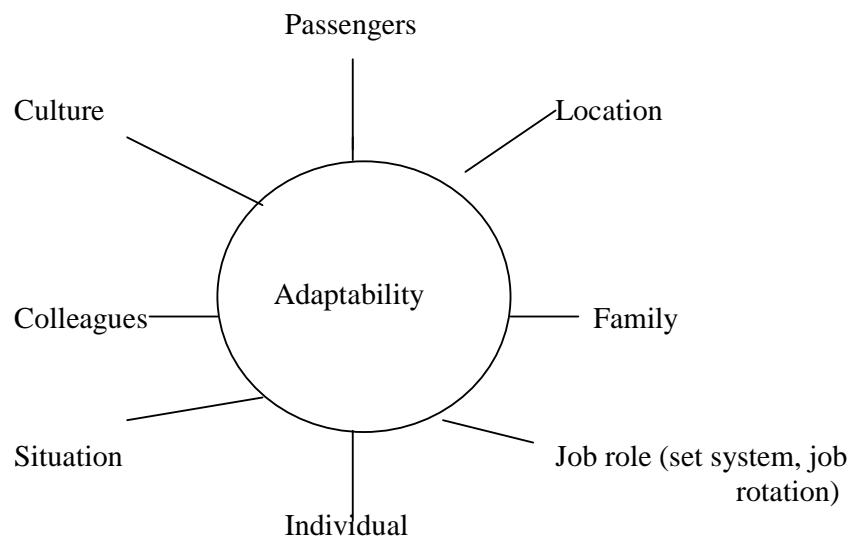 Passengers
Culture
Location
Adaptability
Colleagues
Family
Situation
Job role (set system, job
rotation)
Individual